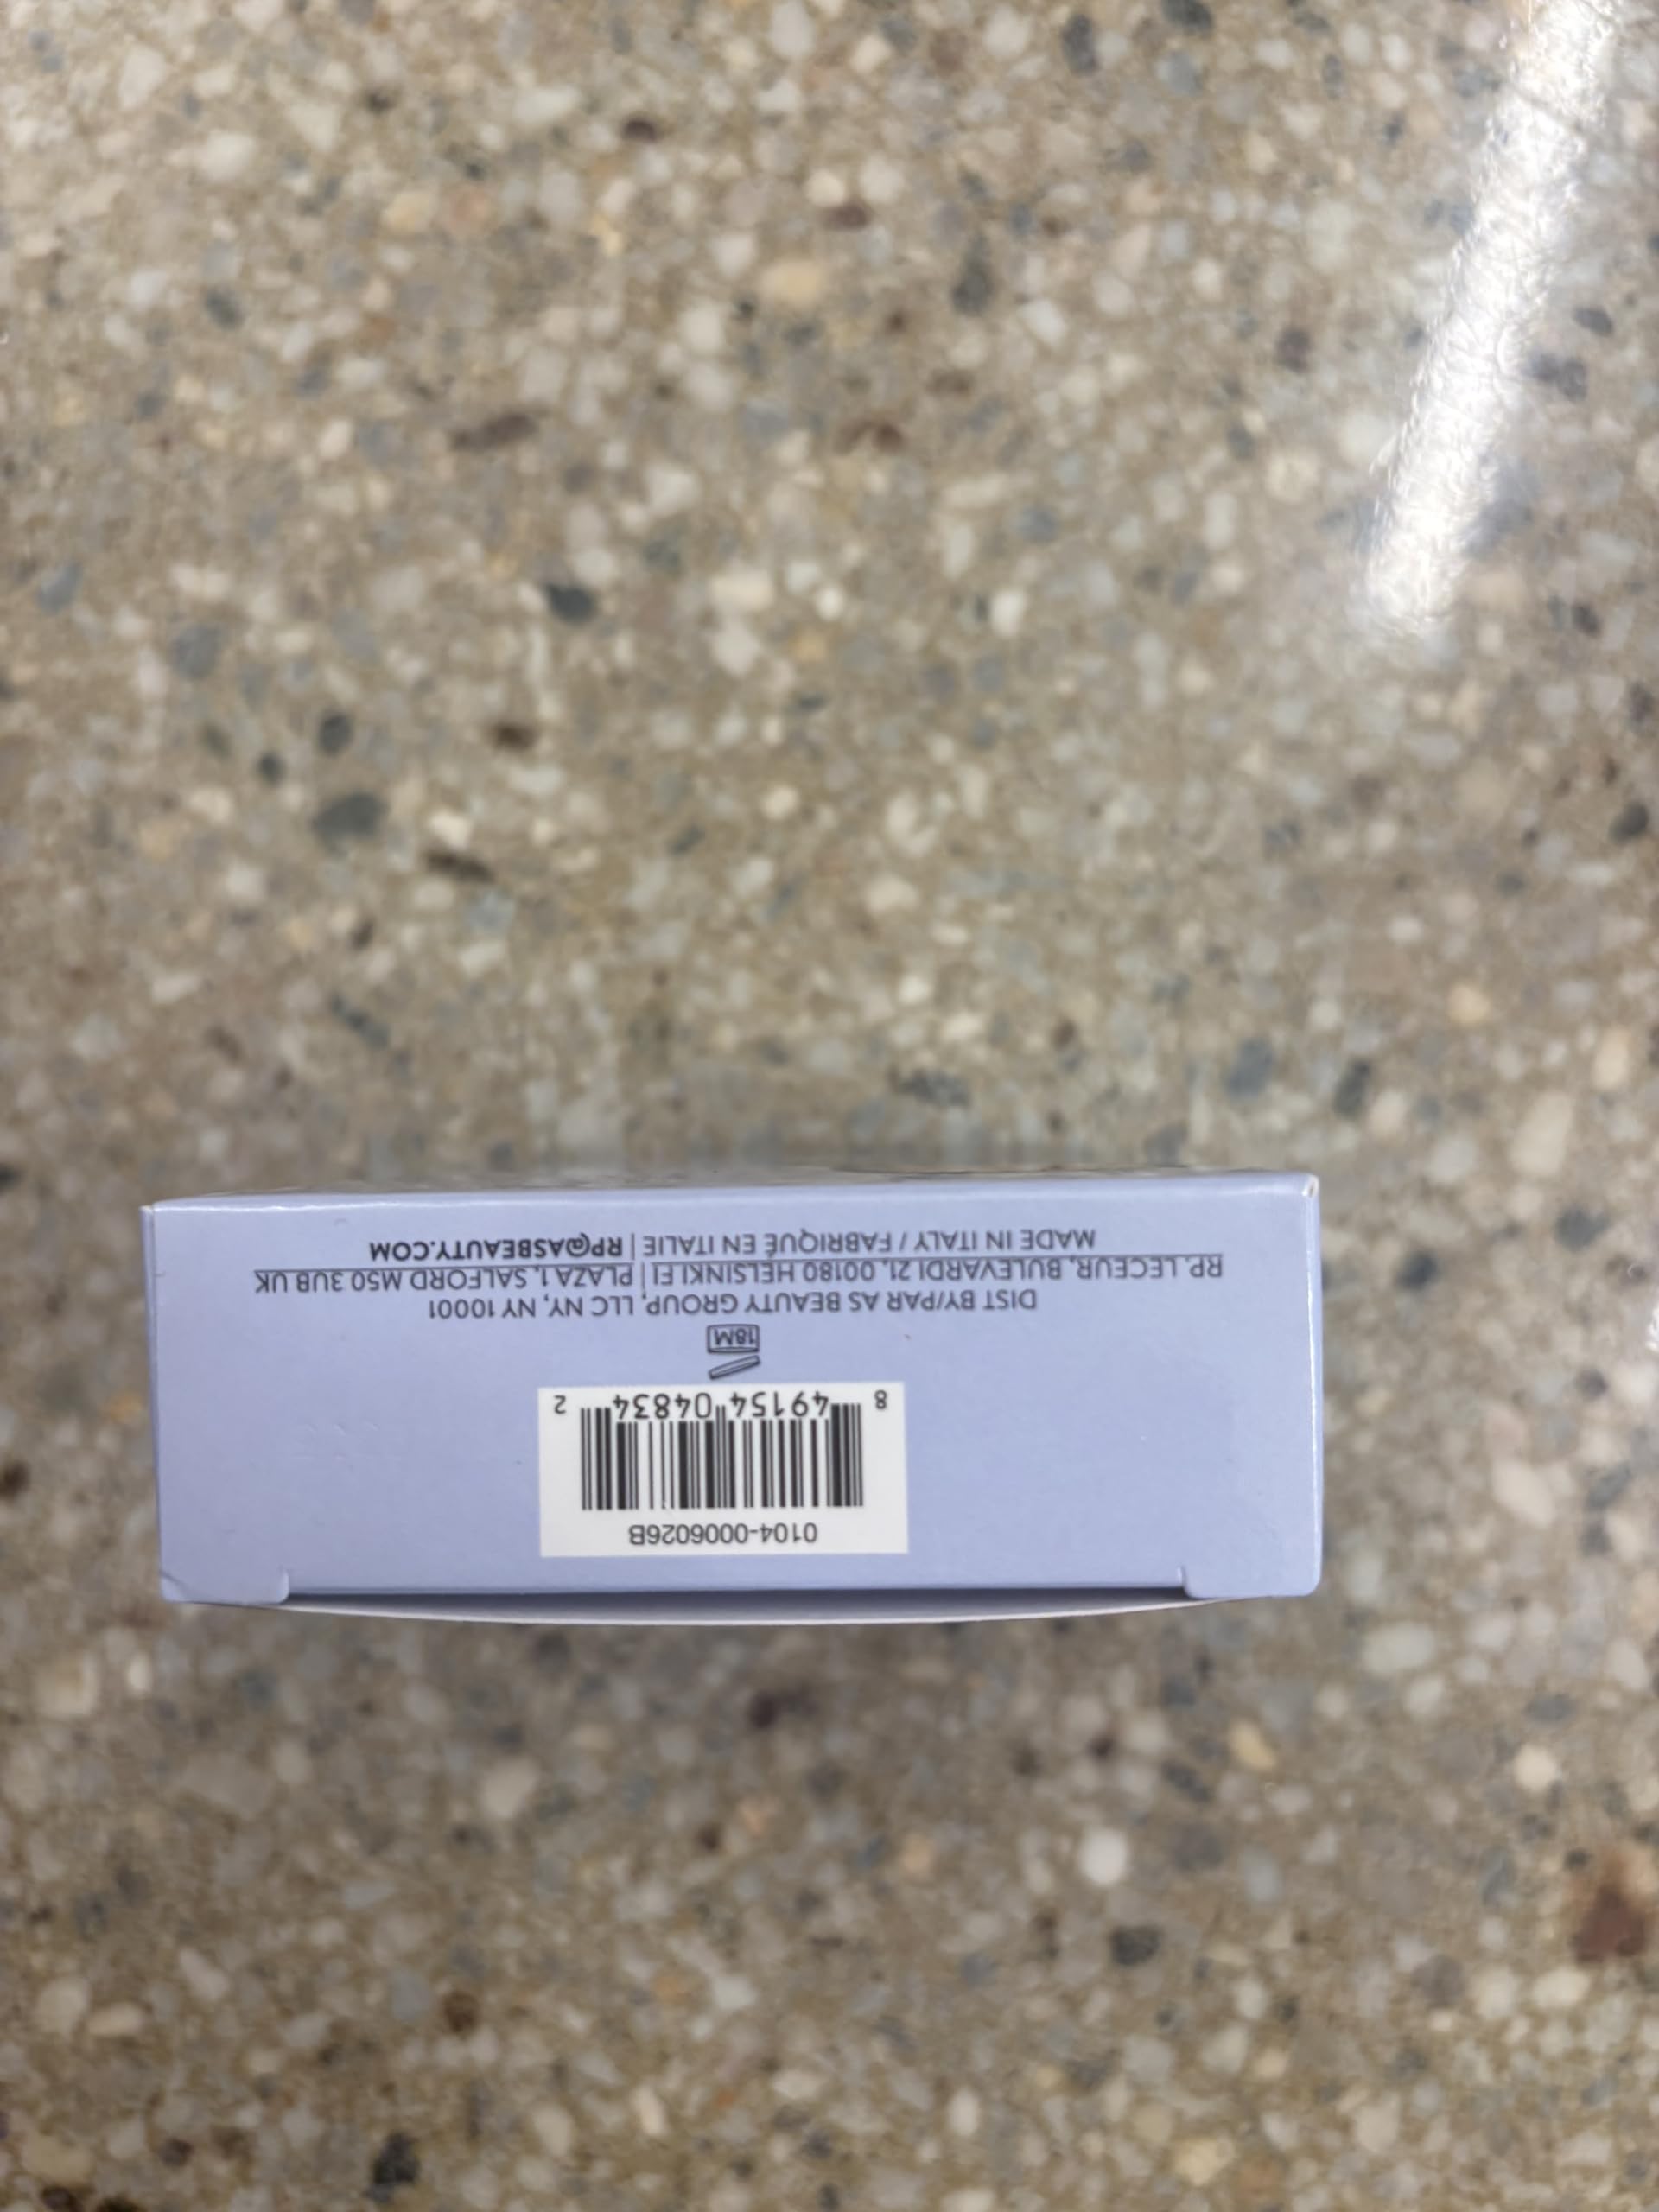 0104-0006026B
8 49154 04834 2
18M
DIST BY/PAR AS BEAUTY GROUP, LLC NY, NY 10001
RP. LECEUR, BULEVARDI 21, 00180 HELSINKI FI | PLAZA 1, SALFORD M50 3UB UK
MADE IN ITALY / FABRIQUÉ EN ITALIE | RP@ASBEAUTY.COM